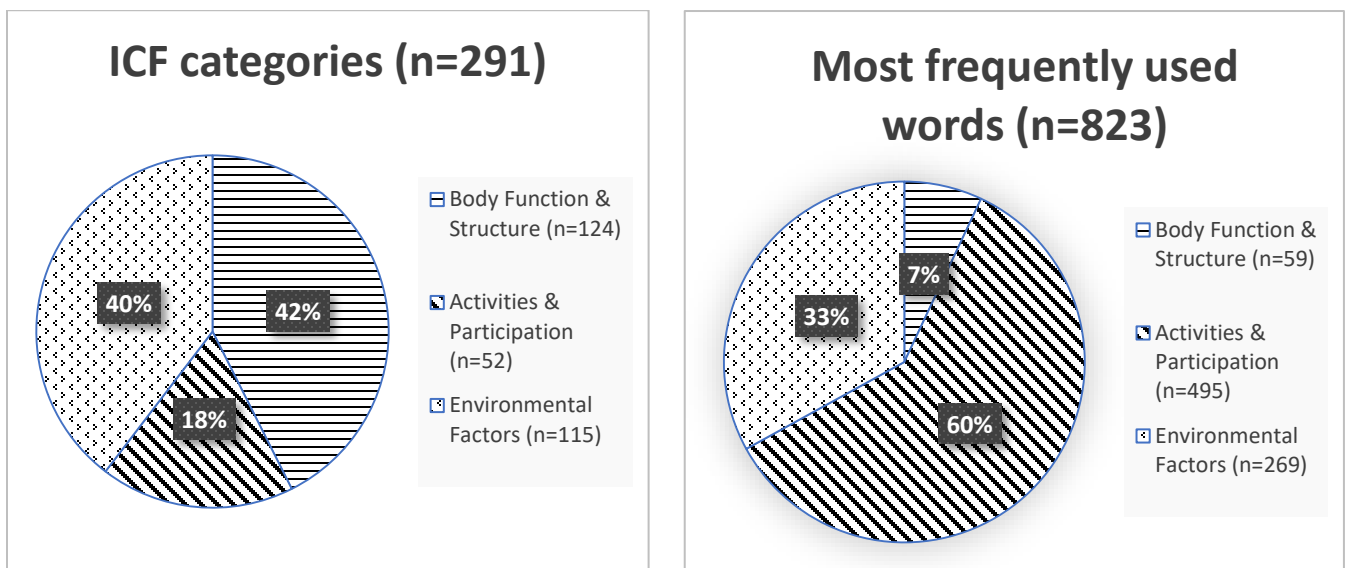 ICF categories (n=291)
40%
42%
18%
Body Function &
Structure (n=124)
Activities &
Participation
(n=52)
Environmental
Factors (n=115)
Most frequently used
words (n=823)
7%
33%
60%
Body Function &
Structure (n=59)
Activities &
Participation
(n=495)
Environmental
Factors (n=269)